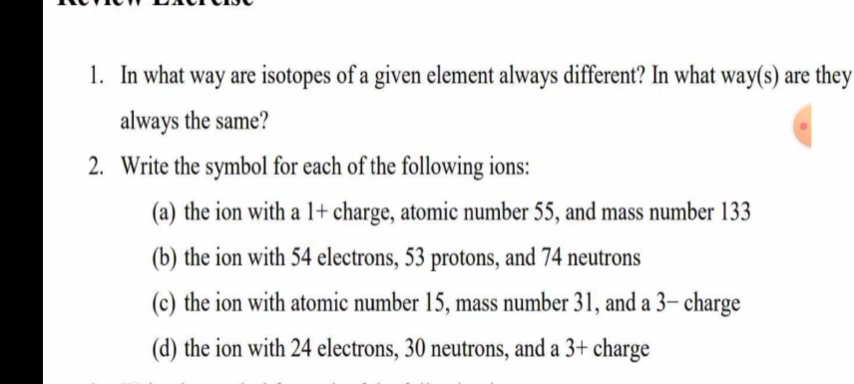 Review Exercise
1. In what way are isotopes of a given element always different? In what way(s) are they
always the same?
2. Write the symbol for each of the following ions:
(a) the ion with a 1+ charge, atomic number 55, and mass number 133
(b) the ion with 54 electrons, 53 protons, and 74 neutrons
(c) the ion with atomic number 15, mass number 31, and a 3− charge
(d) the ion with 24 electrons, 30 neutrons, and a 3+ charge